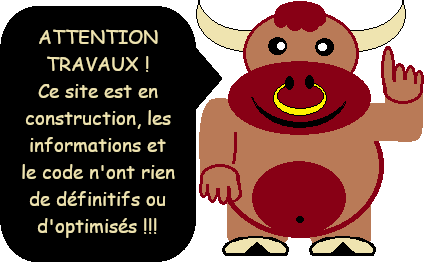 ATTENTION
TRAVAUX !
Ce site est en
construction, les
informations et
le code n'ont rien
de définitifs ou
d'optimisés !!!